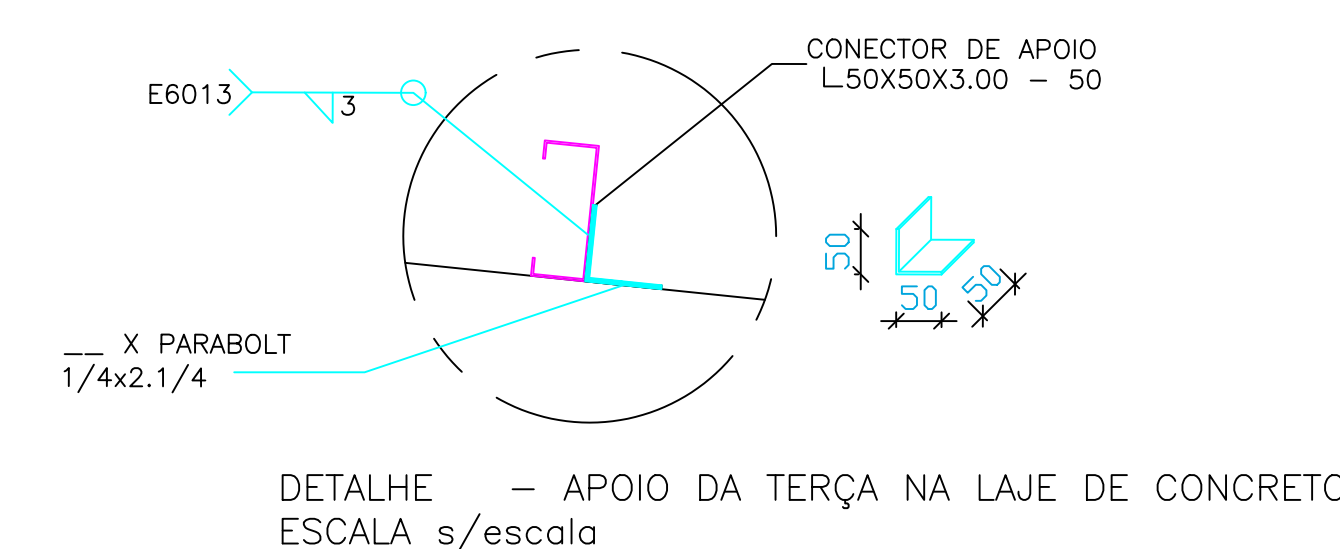 CONECTOR DE APOIO
L50X50X3.00 - 50
E6013
3
50
50
50
__ X PARABOLT
1/4x2.1/4
DETALHE - APOIO DA TERÇA NA LAJE DE CONCRETO
ESCALA s/escala